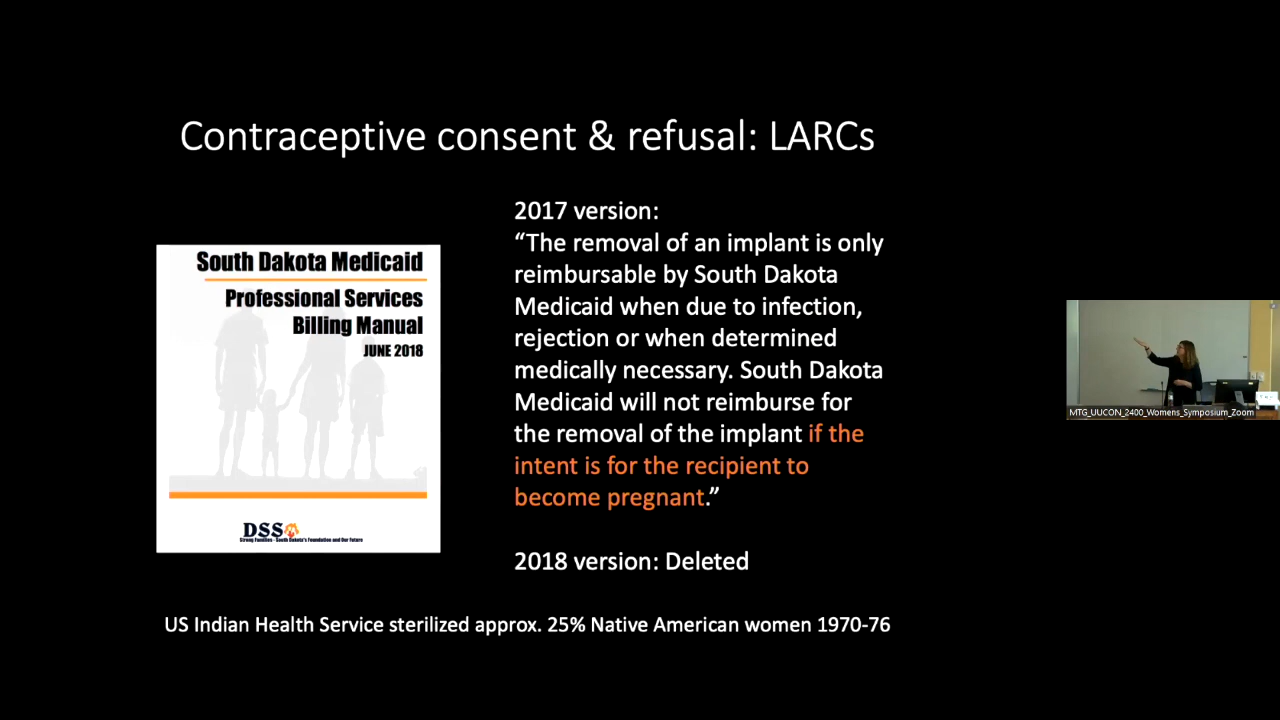 Contraceptive consent & refusal: LARCs
South Dakota Medicaid
Professional Services
Billing Manual
JUNE 2018
DSS
Strong Families - South Dakota's Foundation and Our Future
2017 version:
“The removal of an implant is only
reimbursable by South Dakota
Medicaid when due to infection,
rejection or when determined
medically necessary. South Dakota
Medicaid will not reimburse for
the removal of the implant if the
intent is for the recipient to
become pregnant.”
2018 version: Deleted
US Indian Health Service sterilized approx. 25% Native American women 1970-76
MTG_UUCON_2400_Womens_Symposium_Zoom